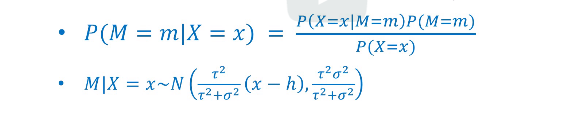 • P(M = m|X = x) = P(X=x|M=m)P(M=m) / P(X=x)
• M|X = x~N(τ²/(τ²+σ²) (x − h), τ²σ²/(τ²+σ²))